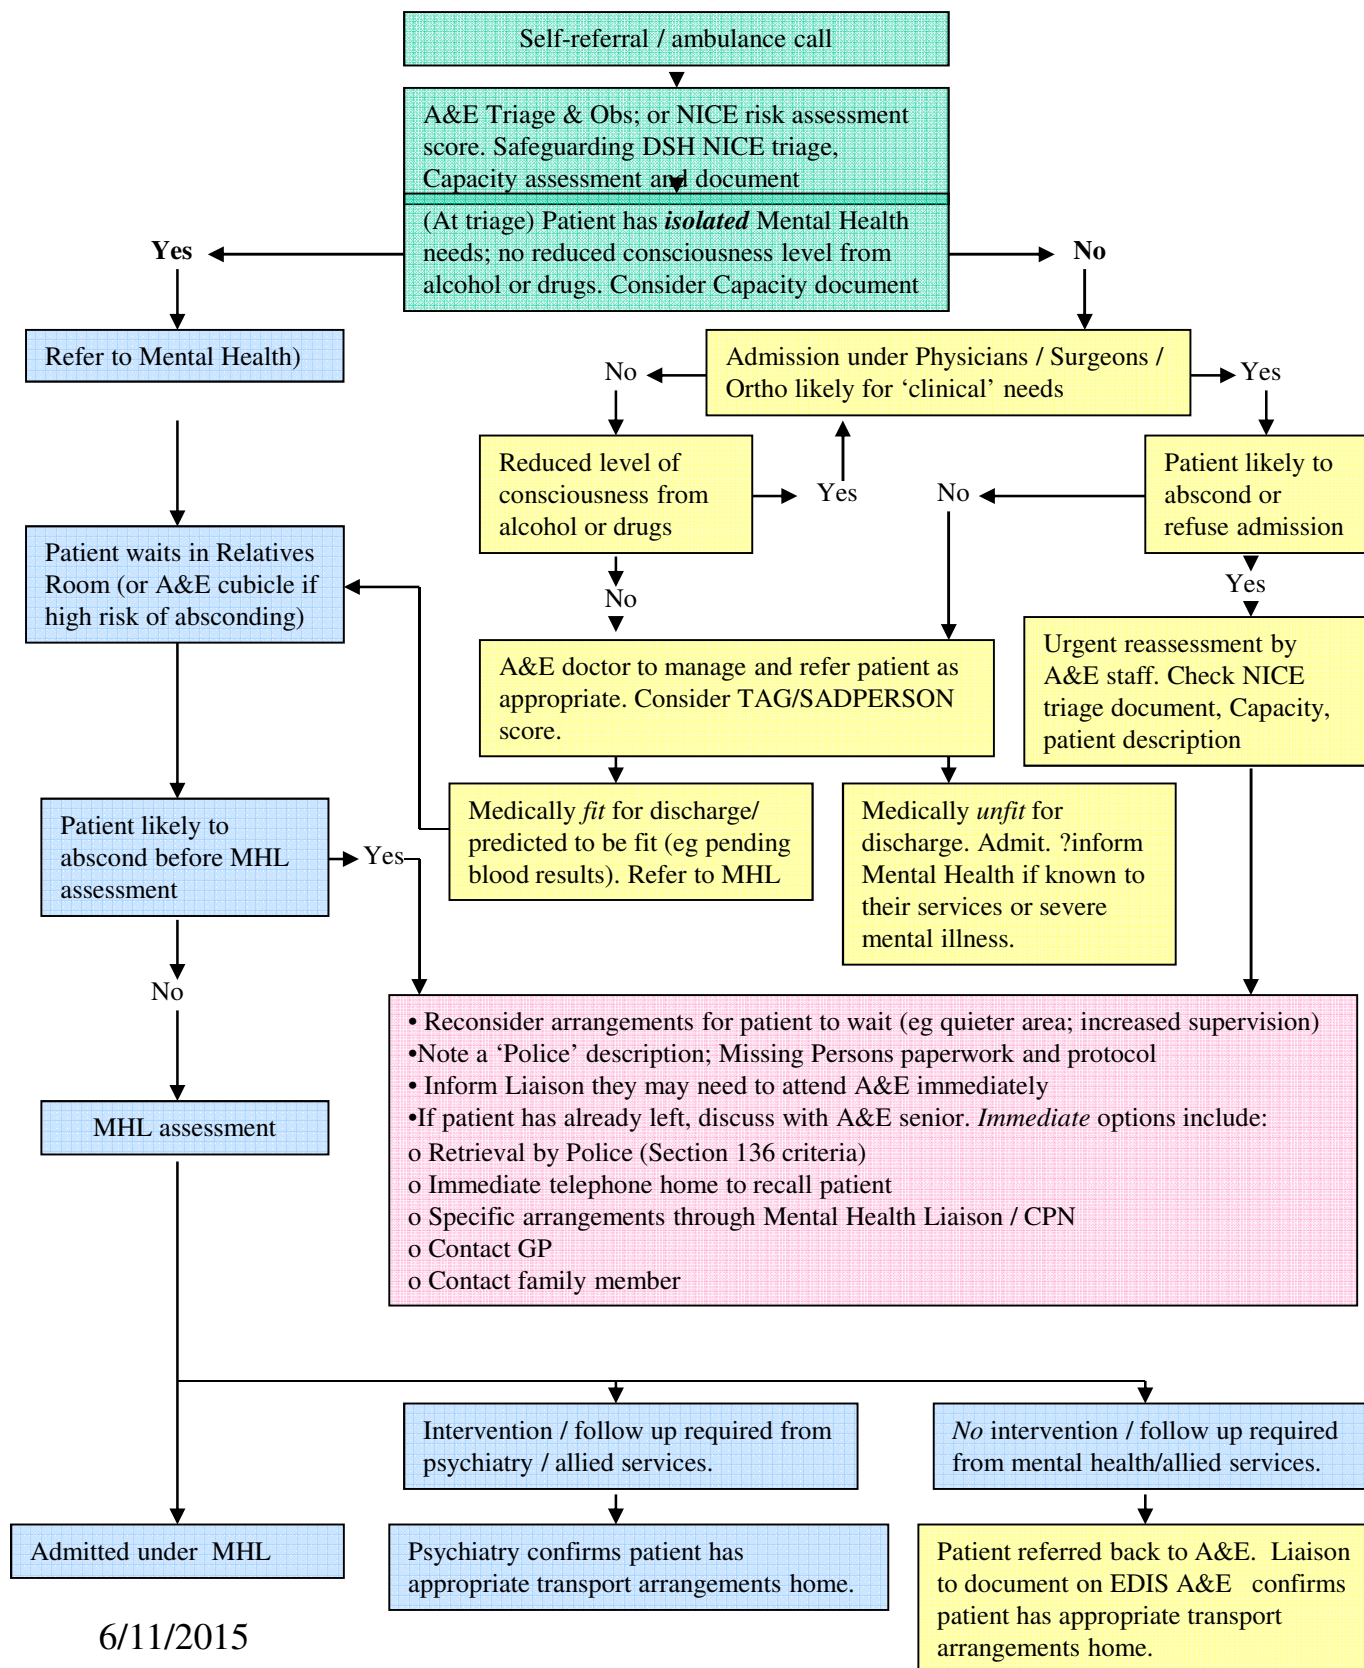 Self-referral / ambulance call
A&E Triage & Obs; or NICE risk assessment
score. Safeguarding DSH NICE triage,
Capacity assessment and document
(At triage) Patient has isolated Mental Health
needs; no reduced consciousness level from
alcohol or drugs. Consider Capacity document
Yes
No
Refer to Mental Health)
Admission under Physicians / Surgeons /
Ortho likely for ‘clinical’ needs
No
Yes
Reduced level of
consciousness from
alcohol or drugs
Yes
No
Patient likely to
abscond or
refuse admission
Patient waits in Relatives
Room (or A&E cubicle if
high risk of absconding)
No
Yes
A&E doctor to manage and refer patient as
appropriate. Consider TAG/SADPERSON
score.
Urgent reassessment by
A&E staff. Check NICE
triage document, Capacity,
patient description
Patient likely to
abscond before MHL
assessment
Yes
Medically fit for discharge/
predicted to be fit (eg pending
blood results). Refer to MHL
Medically unfit for
discharge. Admit. ?inform
Mental Health if known to
their services or severe
mental illness.
No
• Reconsider arrangements for patient to wait (eg quieter area; increased supervision)
•Note a ‘Police’ description; Missing Persons paperwork and protocol
• Inform Liaison they may need to attend A&E immediately
•If patient has already left, discuss with A&E senior. Immediate options include:
o Retrieval by Police (Section 136 criteria)
o Immediate telephone home to recall patient
o Specific arrangements through Mental Health Liaison / CPN
o Contact GP
o Contact family member
MHL assessment
Intervention / follow up required from
psychiatry / allied services.
No intervention / follow up required
from mental health/allied services.
Admitted under MHL
Psychiatry confirms patient has
appropriate transport arrangements home.
Patient referred back to A&E. Liaison
to document on EDIS A&E confirms
patient has appropriate transport
arrangements home.
6/11/2015